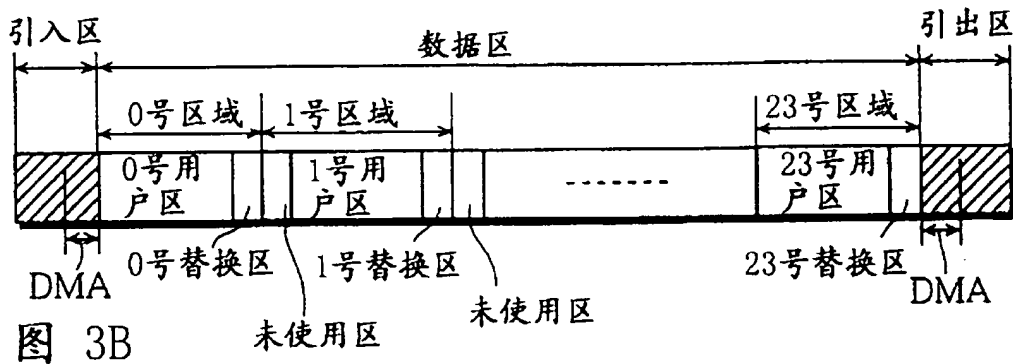 引入区
数据区
引出区
0号区域
1号区域
23号区域
0号用
户区
1号用
户区
23号用
户区
0号替换区
1号替换区
23号替换区
DMA
DMA
未使用区
未使用区
图 3B